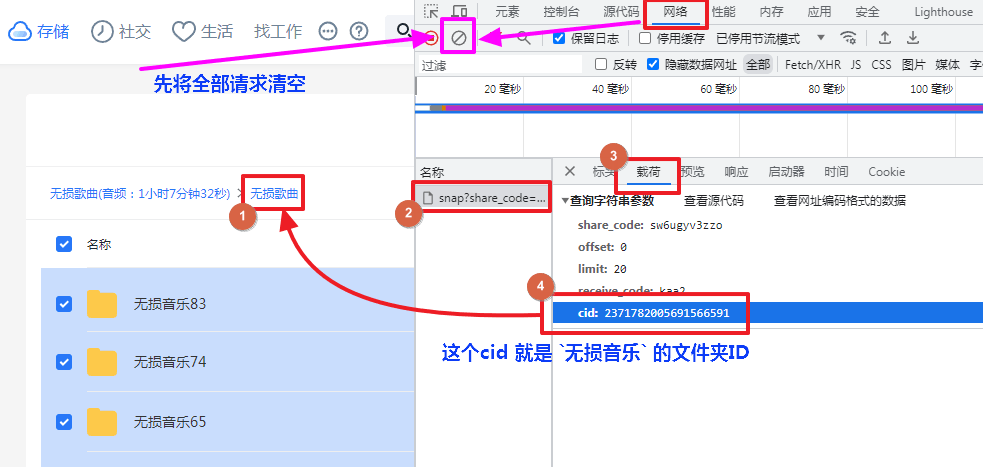 存储 社交 生活 找工作
元素 控制台 源代码 网络 性能 内存 应用 安全 Lighthouse
保留日志 停用缓存 已停用节流模式
先将全部请求清空
过滤 反转 隐藏数据网址 全部 Fetch/XHR JS CSS 图片 媒体
20 毫秒 40 毫秒 60 毫秒 80 毫秒 100 毫秒
无损歌曲(音频：1小时7分钟32秒) > 无损歌曲
1
名称
无损音乐83
无损音乐74
无损音乐65
名称
snap?share_code=...
2
3
载荷 预览 响应 启动器 时间 Cookie
查询字符串参数 查看源代码 查看网址编码格式的数据
share_code: sw6ugyv3zzo
offset: 0
limit: 20
receive_code: kaa2
4
cid: 2371782005691566591
这个cid 就是 `无损音乐` 的文件夹ID